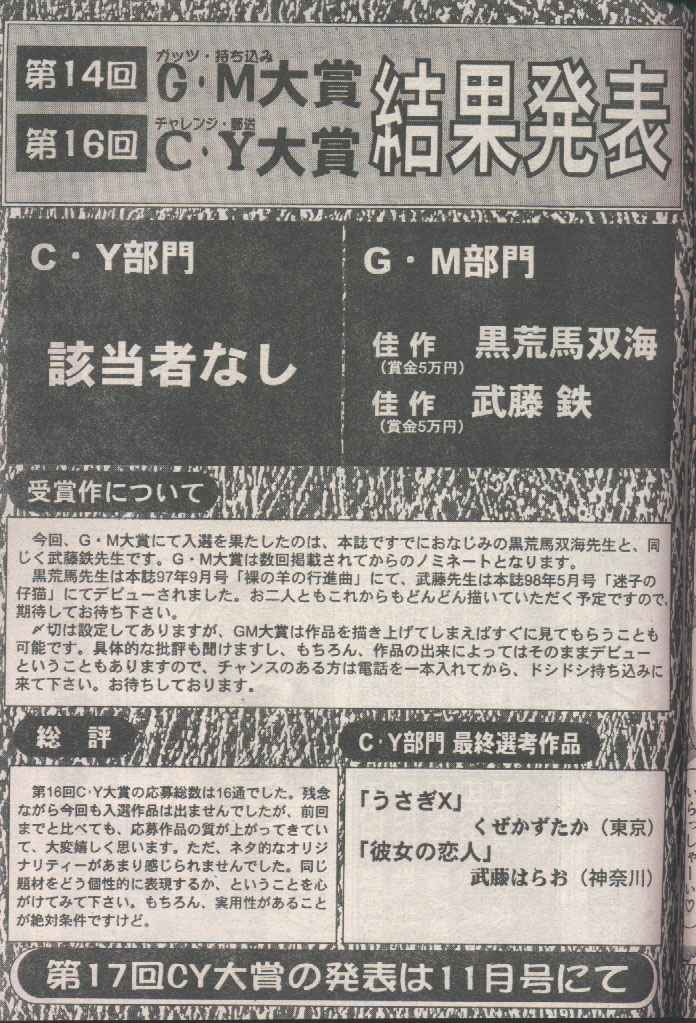 第14回
ガッツ・持ち込み
G・M大賞
第16回
チャレンジ・郵送
C・Y大賞
結果発表
C・Y部門
該当者なし
G・M部門
佳作 黒荒馬双海
(賞金5万円)
佳作 武藤 鉄
(賞金5万円)
受賞作について
今回、G・M大賞にて入選を果たしたのは、本誌ですでにおなじみの黒荒馬双海先生と、同
じく武藤鉄先生です。G・M大賞は数回掲載されてからのノミネートとなります。
黒荒馬先生は本誌97年9月号「裸の羊の行進曲」にて、武藤先生は本誌98年5月号「迷子の
仔猫」にてデビューされました。お二人ともこれからもどんどん描いていただく予定ですので、
期待してお待ち下さい。
〆切は設定してありますが、GM大賞は作品を描き上げてしまえばすぐに見てもらうことも
可能です。具体的な批評も聞けますし、もちろん、作品の出来によってはそのままデビュー
ということもありますので、チャンスのある方は電話を一本入れてから、ドシドシ持ち込みに
来て下さい。お待ちしております。
総評
第16回C・Y大賞の応募総数は16通でした。残念
ながら今回も入選作品は出ませんでしたが、前回
までと比べても、応募作品の質が上がってきてい
て、大変嬉しく思います。ただ、ネタ的なオリジ
ナリティーがあまり感じられませんでした。同じ
題材をどう個性的に表現するか、ということを心
がけてみて下さい。もちろん、実用性があること
が絶対条件ですけど。
C・Y部門 最終選考作品
「うさぎX」
くぜかずたか(東京)
「彼女の恋人」
武藤はらお(神奈川)
第17回CY大賞の発表は11月号にて
いらっしゃーい♡